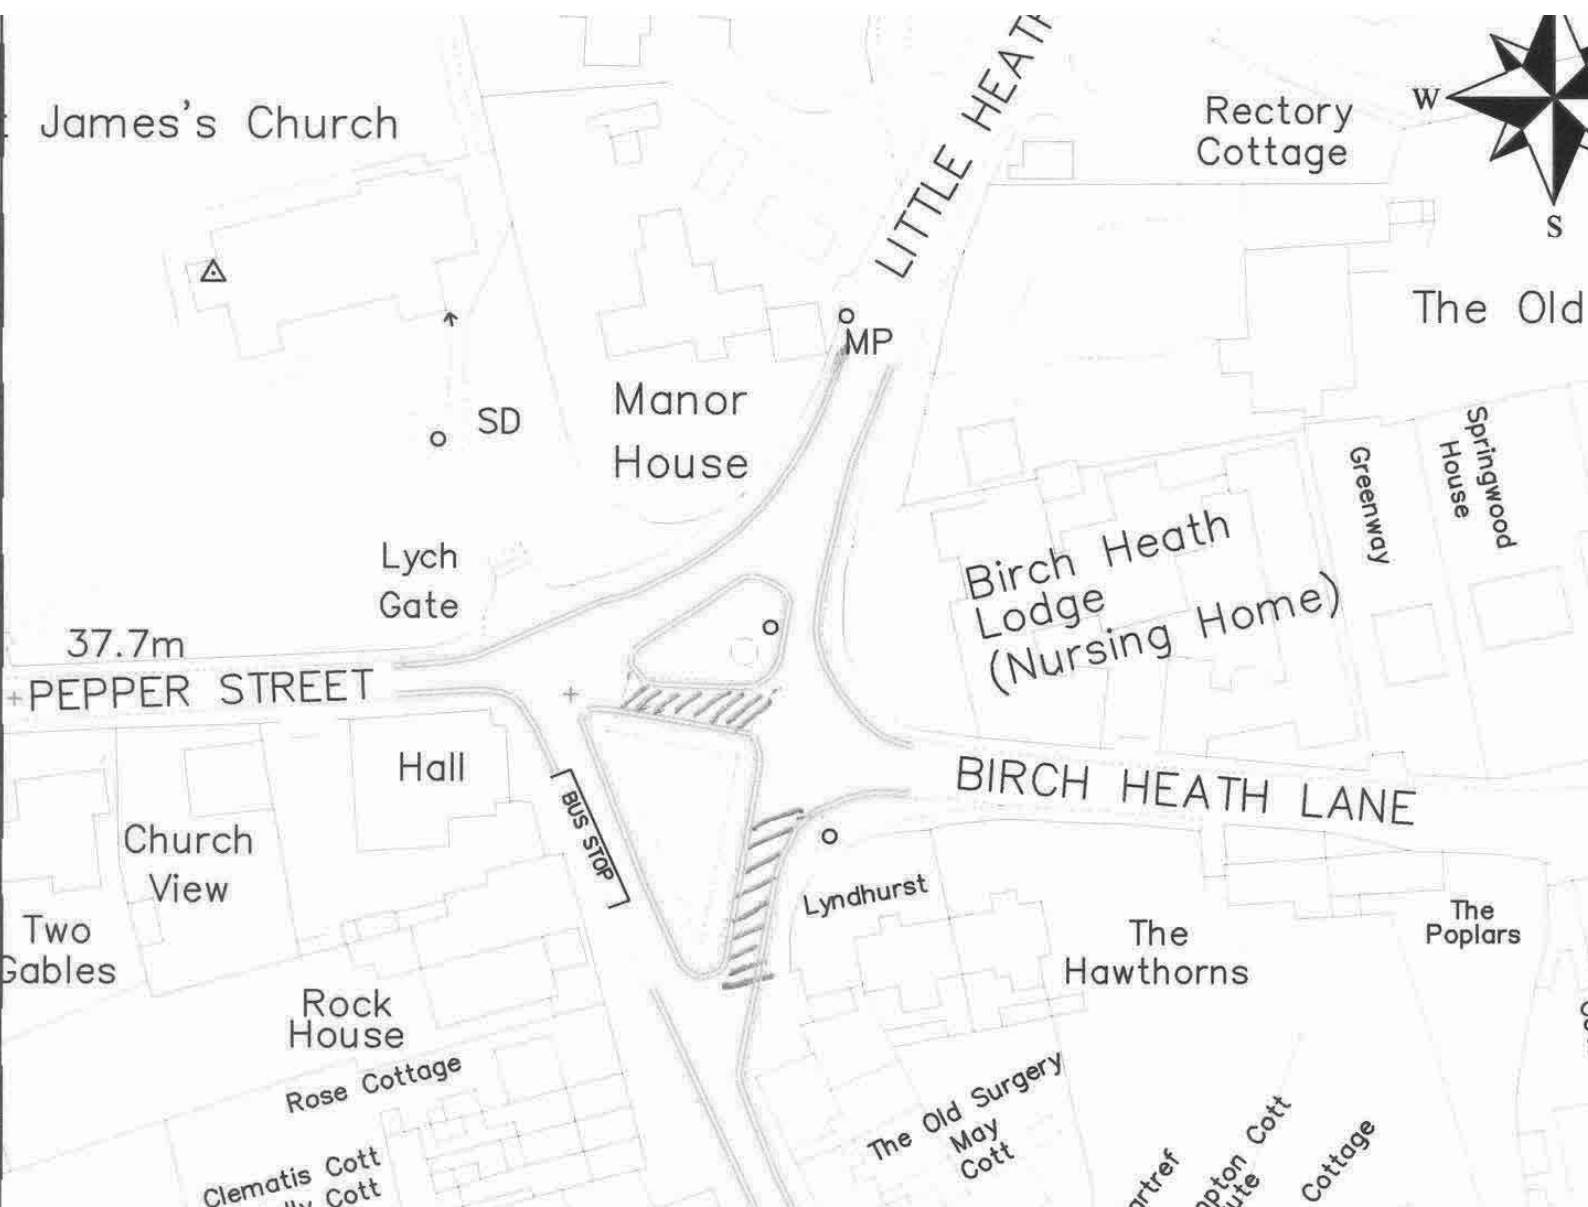 James's Church
LITTLE HEATH
Rectory
Cottage
W
S
The Old
MP
Manor
House
SD
Springwood
House
Greenway
Lych
Gate
Birch Heath
Lodge
(Nursing Home)
37.7m
PEPPER STREET
Hall
BIRCH HEATH LANE
BUS STOP
Church
View
Lyndhurst
The
Poplars
Two
Gables
The
Hawthorns
Rock
House
Rose Cottage
The Old Surgery
May
Cott
Cottage
Clematis Cott
Cott
Cott